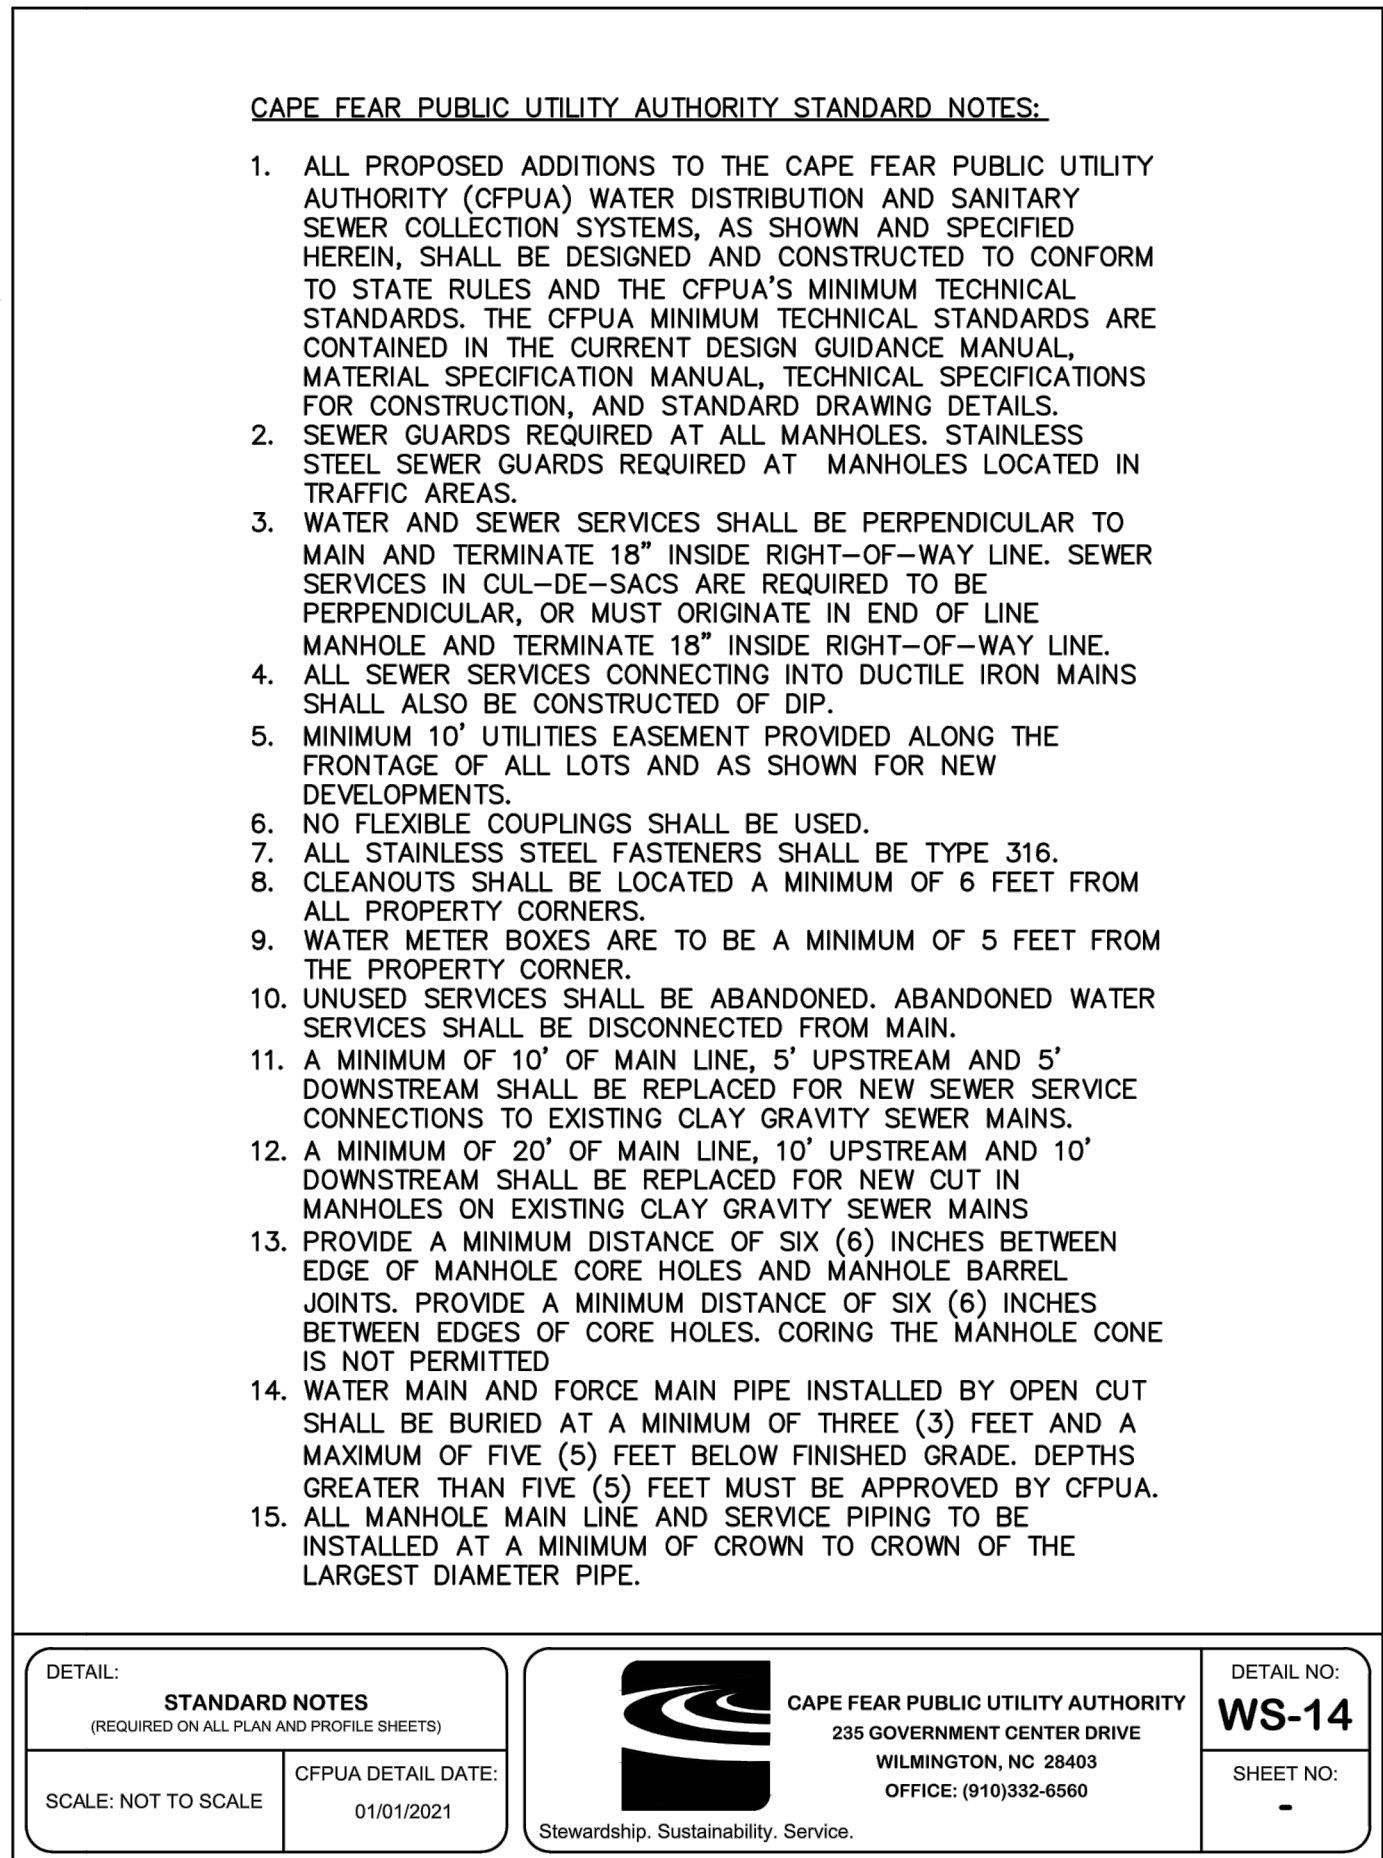 CAPE FEAR PUBLIC UTILITY AUTHORITY STANDARD NOTES:
1. ALL PROPOSED ADDITIONS TO THE CAPE FEAR PUBLIC UTILITY
AUTHORITY (CFPUA) WATER DISTRIBUTION AND SANITARY
SEWER COLLECTION SYSTEMS, AS SHOWN AND SPECIFIED
HEREIN, SHALL BE DESIGNED AND CONSTRUCTED TO CONFORM
TO STATE RULES AND THE CFPUA'S MINIMUM TECHNICAL
STANDARDS. THE CFPUA MINIMUM TECHNICAL STANDARDS ARE
CONTAINED IN THE CURRENT DESIGN GUIDANCE MANUAL,
MATERIAL SPECIFICATION MANUAL, TECHNICAL SPECIFICATIONS
FOR CONSTRUCTION, AND STANDARD DRAWING DETAILS.
2. SEWER GUARDS REQUIRED AT ALL MANHOLES. STAINLESS
STEEL SEWER GUARDS REQUIRED AT MANHOLES LOCATED IN
TRAFFIC AREAS.
3. WATER AND SEWER SERVICES SHALL BE PERPENDICULAR TO
MAIN AND TERMINATE 18" INSIDE RIGHT-OF-WAY LINE. SEWER
SERVICES IN CUL-DE-SACS ARE REQUIRED TO BE
PERPENDICULAR, OR MUST ORIGINATE IN END OF LINE
MANHOLE AND TERMINATE 18" INSIDE RIGHT-OF-WAY LINE.
4. ALL SEWER SERVICES CONNECTING INTO DUCTILE IRON MAINS
SHALL ALSO BE CONSTRUCTED OF DIP.
5. MINIMUM 10' UTILITIES EASEMENT PROVIDED ALONG THE
FRONTAGE OF ALL LOTS AND AS SHOWN FOR NEW
DEVELOPMENTS.
6. NO FLEXIBLE COUPLINGS SHALL BE USED.
7. ALL STAINLESS STEEL FASTENERS SHALL BE TYPE 316.
8. CLEANOUTS SHALL BE LOCATED A MINIMUM OF 6 FEET FROM
ALL PROPERTY CORNERS.
9. WATER METER BOXES ARE TO BE A MINIMUM OF 5 FEET FROM
THE PROPERTY CORNER.
10. UNUSED SERVICES SHALL BE ABANDONED. ABANDONED WATER
SERVICES SHALL BE DISCONNECTED FROM MAIN.
11. A MINIMUM OF 10' OF MAIN LINE, 5' UPSTREAM AND 5'
DOWNSTREAM SHALL BE REPLACED FOR NEW SEWER SERVICE
CONNECTIONS TO EXISTING CLAY GRAVITY SEWER MAINS.
12. A MINIMUM OF 20' OF MAIN LINE, 10' UPSTREAM AND 10'
DOWNSTREAM SHALL BE REPLACED FOR NEW CUT IN
MANHOLES ON EXISTING CLAY GRAVITY SEWER MAINS
13. PROVIDE A MINIMUM DISTANCE OF SIX (6) INCHES BETWEEN
EDGE OF MANHOLE CORE HOLES AND MANHOLE BARREL
JOINTS. PROVIDE A MINIMUM DISTANCE OF SIX (6) INCHES
BETWEEN EDGES OF CORE HOLES. CORING THE MANHOLE CONE
IS NOT PERMITTED
14. WATER MAIN AND FORCE MAIN PIPE INSTALLED BY OPEN CUT
SHALL BE BURIED AT A MINIMUM OF THREE (3) FEET AND A
MAXIMUM OF FIVE (5) FEET BELOW FINISHED GRADE. DEPTHS
GREATER THAN FIVE (5) FEET MUST BE APPROVED BY CFPUA.
15. ALL MANHOLE MAIN LINE AND SERVICE PIPING TO BE
INSTALLED AT A MINIMUM OF CROWN TO CROWN OF THE
LARGEST DIAMETER PIPE.
DETAIL:
STANDARD NOTES
(REQUIRED ON ALL PLAN AND PROFILE SHEETS)
SCALE: NOT TO SCALE
CFPUA DETAIL DATE:
01/01/2021
CAPE FEAR PUBLIC UTILITY AUTHORITY
235 GOVERNMENT CENTER DRIVE
WILMINGTON, NC 28403
OFFICE: (910)332-6560
Stewardship. Sustainability. Service.
DETAIL NO:
WS-14
SHEET NO:
-